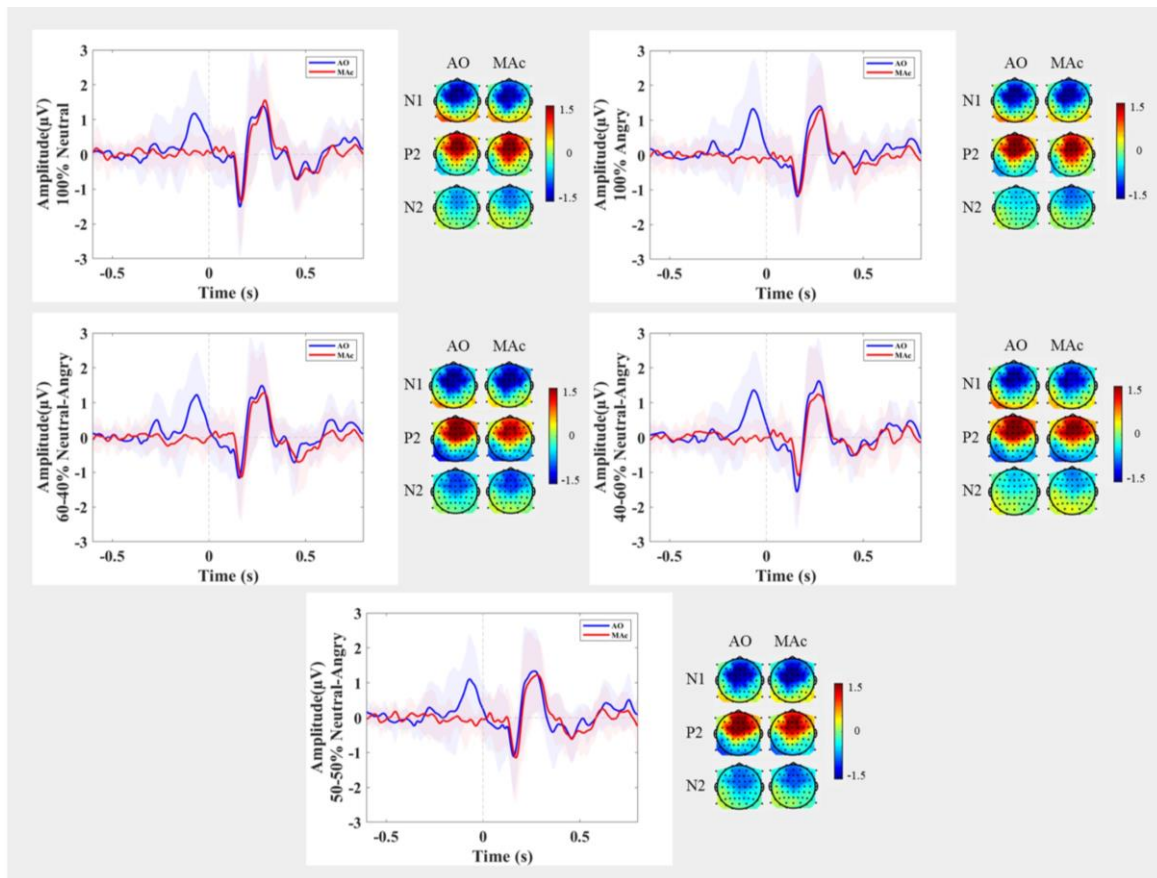 Amplitude(µV)
100% Neutral
3
2
1
0
-1
-2
-3
-0.5 0 0.5
Time (s)
AO
MAc
AO MAc
N1
P2
N2
1.5
0
-1.5
Amplitude(µV)
100% Angry
3
2
1
0
-1
-2
-3
-0.5 0 0.5
Time (s)
AO
MAc
AO MAc
N1
P2
N2
1.5
0
-1.5
Amplitude(µV)
60-40% Neutral-Angry
3
2
1
0
-1
-2
-3
-0.5 0 0.5
Time (s)
AO
MAc
AO MAc
N1
P2
N2
1.5
0
-1.5
Amplitude(µV)
40-60% Neutral-Angry
3
2
1
0
-1
-2
-3
-0.5 0 0.5
Time (s)
AO
MAc
AO MAc
N1
P2
N2
1.5
0
-1.5
Amplitude(µV)
50-50% Neutral-Angry
3
2
1
0
-1
-2
-3
-0.5 0 0.5
Time (s)
AO
MAc
AO MAc
N1
P2
N2
1.5
0
-1.5